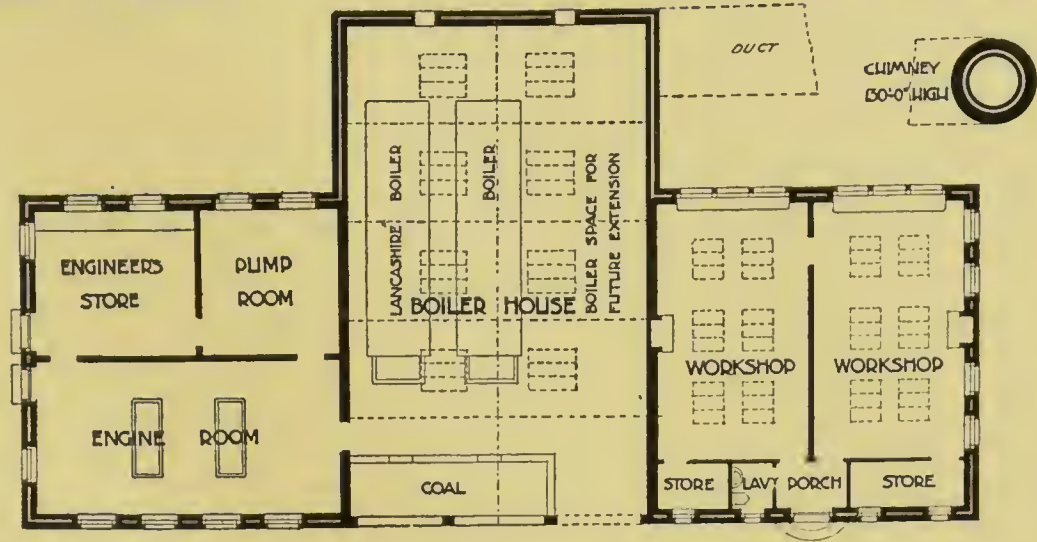 DUCT
CHIMNEY
130'-0" HIGH
ENGINEER'S
STORE
PUMP
ROOM
LANCASHIRE BOILER
BOILER
BOILER SPACE FOR
FUTURE EXTENSION
BOILER HOUSE
WORKSHOP
WORKSHOP
ENGINE ROOM
COAL
STORE
LAVY
PORCH
STORE